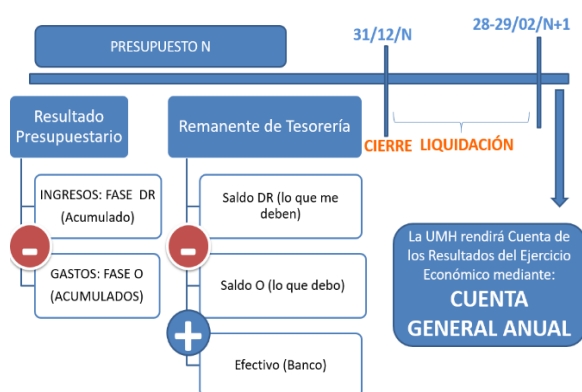 PRESUPUESTO N
31/12/N
28-29/02/N+1
CIERRE
LIQUIDACIÓN
Resultado
Presupuestario
INGRESOS: FASE DR
(Acumulado)
-
GASTOS: FASE O
(ACUMULADOS)
Remanente de Tesorería
Saldo DR (lo que me
deben)
-
Saldo O (lo que debo)
+
Efectivo (Banco)
La UMH rendirá Cuenta de
los Resultados del Ejercicio
Económico mediante:
CUENTA
GENERAL ANUAL